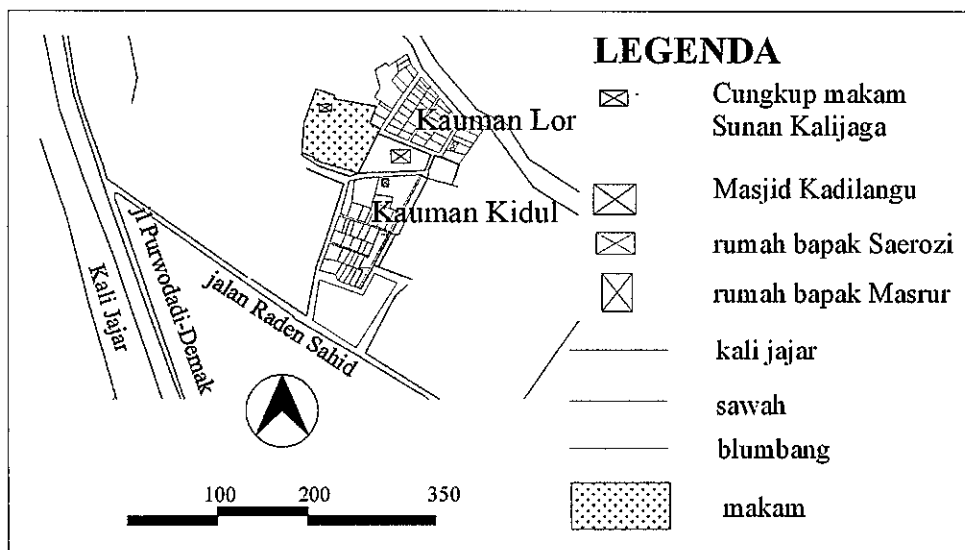 Kauman Lor
Kauman Kidul
jl Purwodadi-Demak
Kali Jajar
jalan Raden Sahid
100 200 350
LEGENDA
Cungkup makam
Sunan Kalijaga
Masjid Kadilangu
rumah bapak Saerozi
rumah bapak Masrur
kali jajar
sawah
blumbang
makam